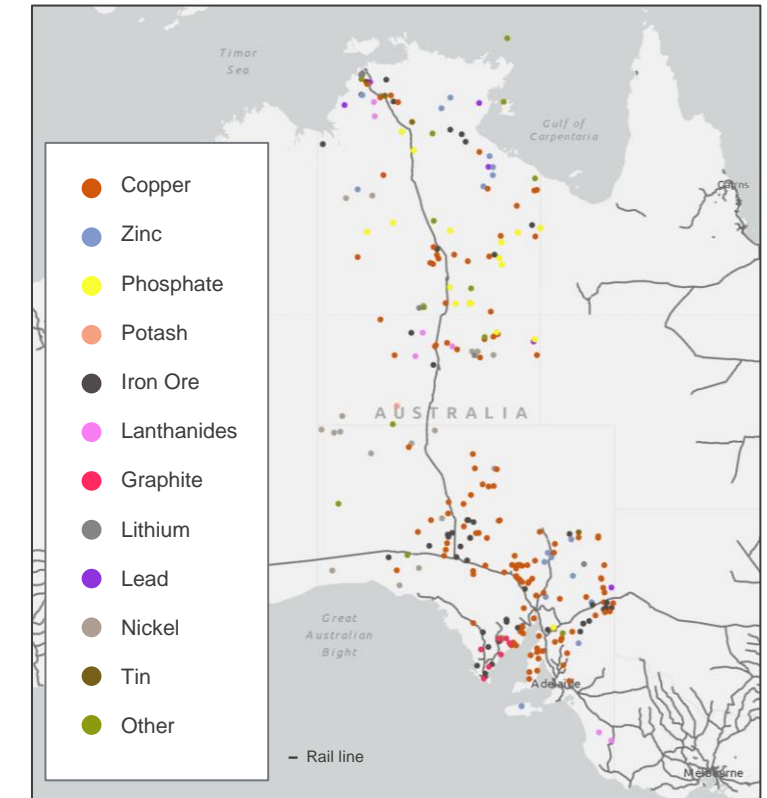 Timor
Sea
Gulf of
Carpentaria
Cairns
Copper
Zinc
Phosphate
Potash
Iron Ore
Lanthanides
Graphite
Lithium
Lead
Nickel
Tin
Other
AUSTRALIA
Great
Australian
Bight
Adelaide
Rail line
Melbourne